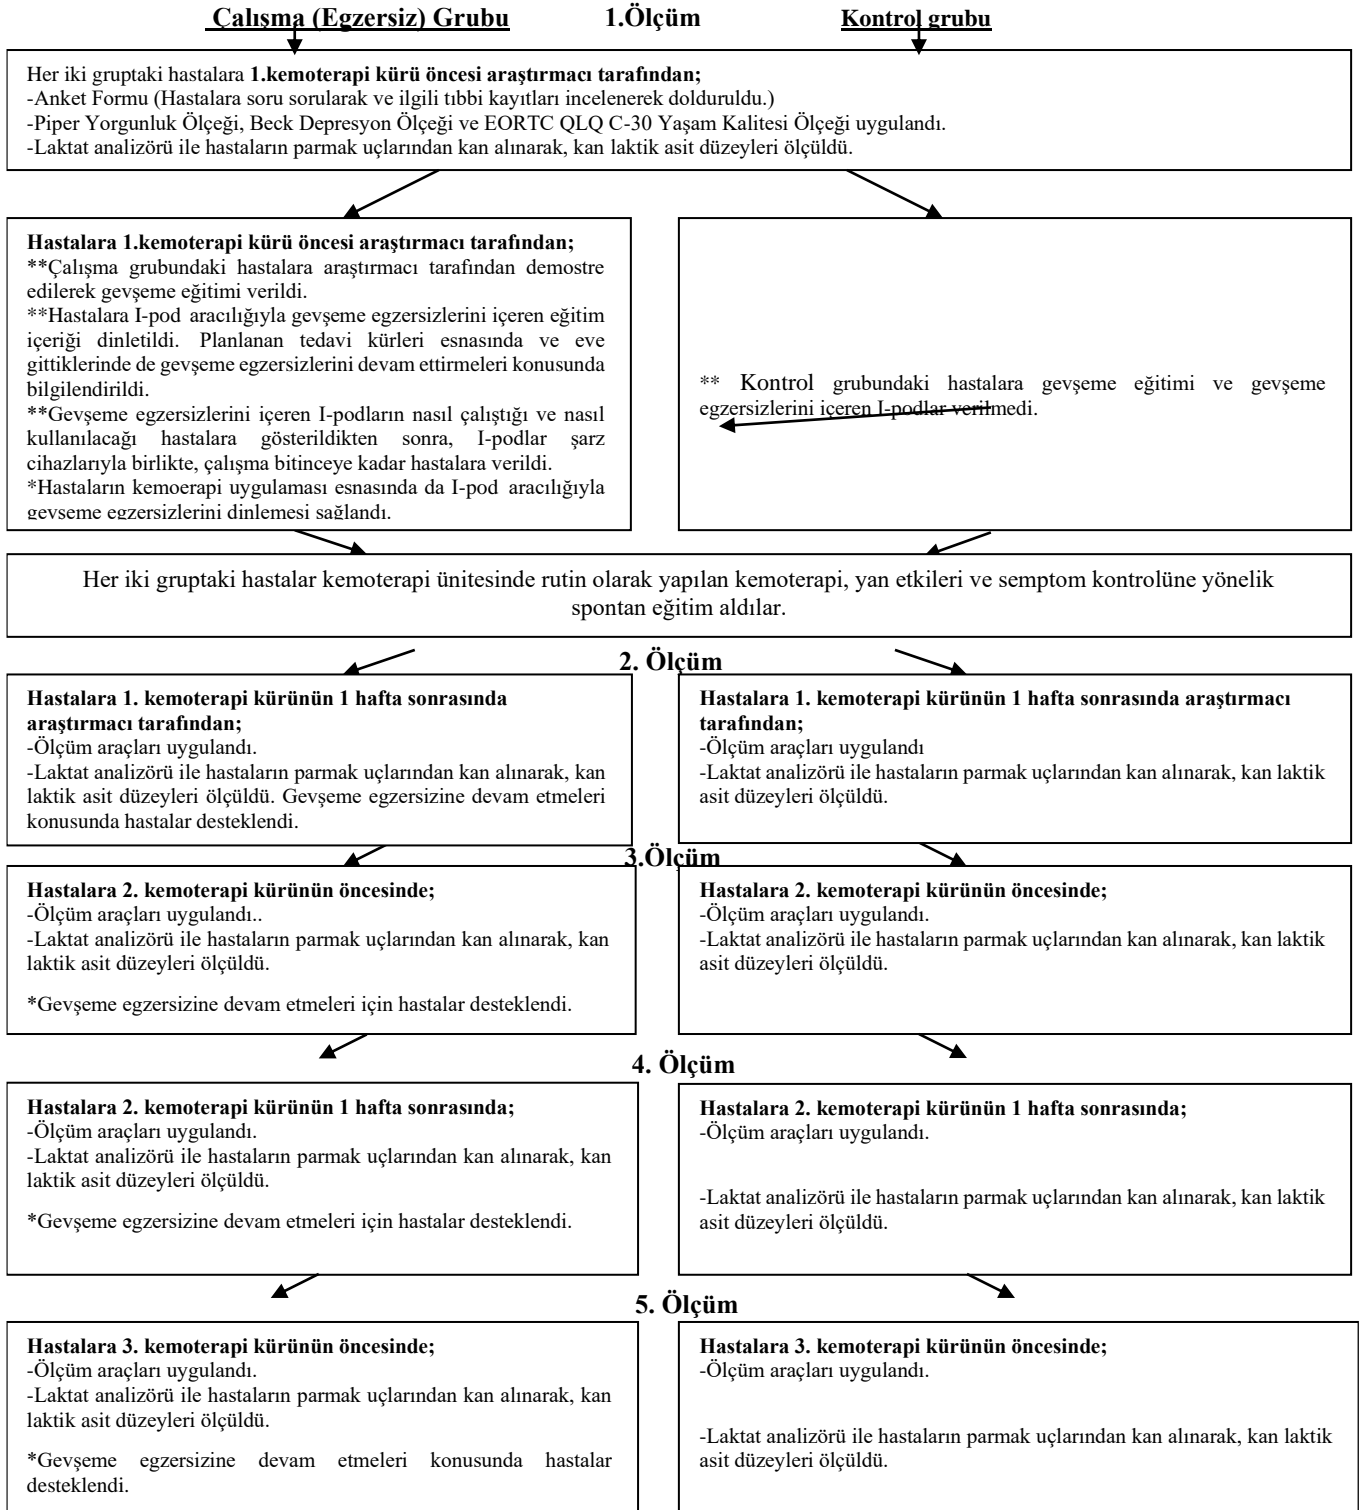 Çalışma (Egzersiz) Grubu 1.Ölçüm Kontrol grubu
Her iki gruptaki hastalara 1.kemoterapi kürü öncesi araştırmacı tarafından;
-Anket Formu (Hastalara soru sorularak ve ilgili tıbbi kayıtları incelenerek dolduruldu.)
-Piper Yorgunluk Ölçeği, Beck Depresyon Ölçeği ve EORTC QLQ C-30 Yaşam Kalitesi Ölçeği uygulandı.
-Laktat analizörü ile hastaların parmak uçlarından kan alınarak, kan laktik asit düzeyleri ölçüldü.
Hastalara 1.kemoterapi kürü öncesi araştırmacı tarafından;
**Çalışma grubundaki hastalara araştırmacı tarafından demostre
edilerek gevşeme eğitimi verildi.
**Hastalara I-pod aracılığıyla gevşeme egzersizlerini içeren eğitim
içeriği dinletildi. Planlanan tedavi kürleri esnasında ve eve
gittiklerinde de gevşeme egzersizlerini devam ettirmeleri konusunda
bilgilendirildi.
**Gevşeme egzersizlerini içeren I-podların nasıl çalıştığı ve nasıl
kullanılacağı hastalara gösterildikten sonra, I-podlar şarz
cihazlarıyla birlikte, çalışma bitinceye kadar hastalara verildi.
*Hastaların kemoerapi uygulaması esnasında da I-pod aracılığıyla
gevşeme egzersizlerini dinlemesi sağlandı.
** Kontrol grubundaki hastalara gevşeme eğitimi ve gevşeme
egzersizlerini içeren I-podlar verilmedi.
Her iki gruptaki hastalar kemoterapi ünitesinde rutin olarak yapılan kemoterapi, yan etkileri ve semptom kontrolüne yönelik
spontan eğitim aldılar.
2. Ölçüm
Hastalara 1. kemoterapi kürünün 1 hafta sonrasında
araştırmacı tarafından;
-Ölçüm araçları uygulandı.
-Laktat analizörü ile hastaların parmak uçlarından kan alınarak, kan
laktik asit düzeyleri ölçüldü. Gevşeme egzersizine devam etmeleri
konusunda hastalar desteklendi.
Hastalara 1. kemoterapi kürünün 1 hafta sonrasında araştırmacı
tarafından;
-Ölçüm araçları uygulandı
-Laktat analizörü ile hastaların parmak uçlarından kan alınarak, kan laktik
asit düzeyleri ölçüldü.
3.Ölçüm
Hastalara 2. kemoterapi kürünün öncesinde;
-Ölçüm araçları uygulandı..
-Laktat analizörü ile hastaların parmak uçlarından kan alınarak, kan
laktik asit düzeyleri ölçüldü.
*Gevşeme egzersizine devam etmeleri için hastalar desteklendi.
Hastalara 2. kemoterapi kürünün öncesinde;
-Ölçüm araçları uygulandı.
-Laktat analizörü ile hastaların parmak uçlarından kan alınarak, kan laktik
asit düzeyleri ölçüldü.
4. Ölçüm
Hastalara 2. kemoterapi kürünün 1 hafta sonrasında;
-Ölçüm araçları uygulandı.
-Laktat analizörü ile hastaların parmak uçlarından kan alınarak, kan
laktik asit düzeyleri ölçüldü.
*Gevşeme egzersizine devam etmeleri için hastalar desteklendi.
Hastalara 2. kemoterapi kürünün 1 hafta sonrasında;
-Ölçüm araçları uygulandı.
-Laktat analizörü ile hastaların parmak uçlarından kan alınarak, kan laktik
asit düzeyleri ölçüldü.
5. Ölçüm
Hastalara 3. kemoterapi kürünün öncesinde;
-Ölçüm araçları uygulandı.
-Laktat analizörü ile hastaların parmak uçlarından kan alınarak, kan
laktik asit düzeyleri ölçüldü.
*Gevşeme egzersizine devam etmeleri konusunda hastalar
desteklendi.
Hastalara 3. kemoterapi kürünün öncesinde;
-Ölçüm araçları uygulandı.
-Laktat analizörü ile hastaların parmak uçlarından kan alınarak, kan laktik
asit düzeyleri ölçüldü.